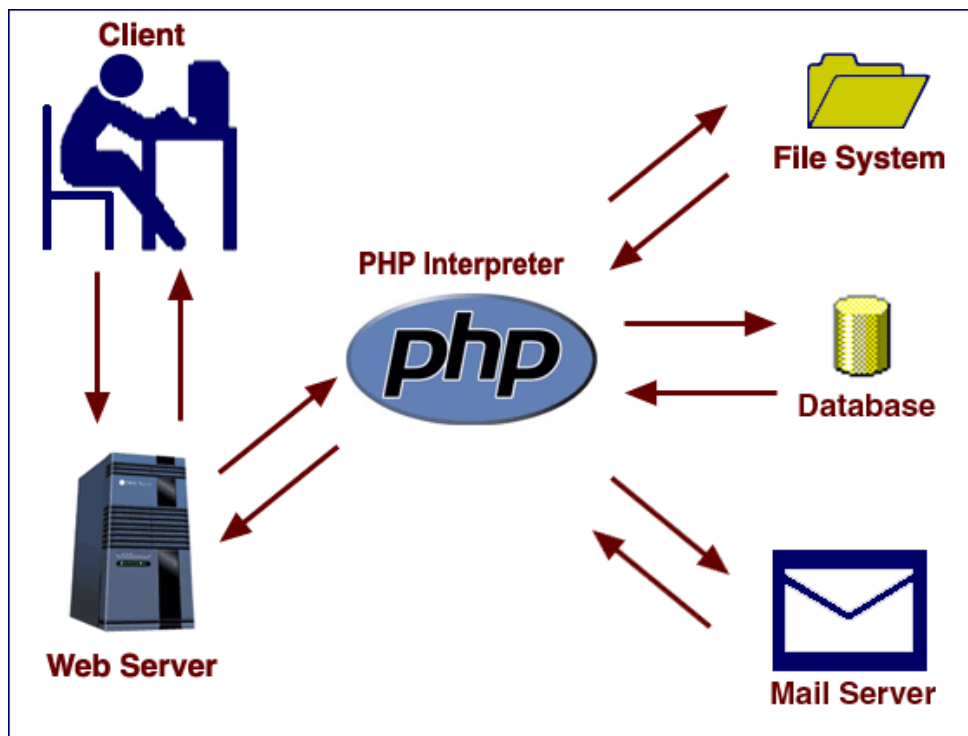 Client
File System
PHP Interpreter
php
Database
Web Server
Mail Server